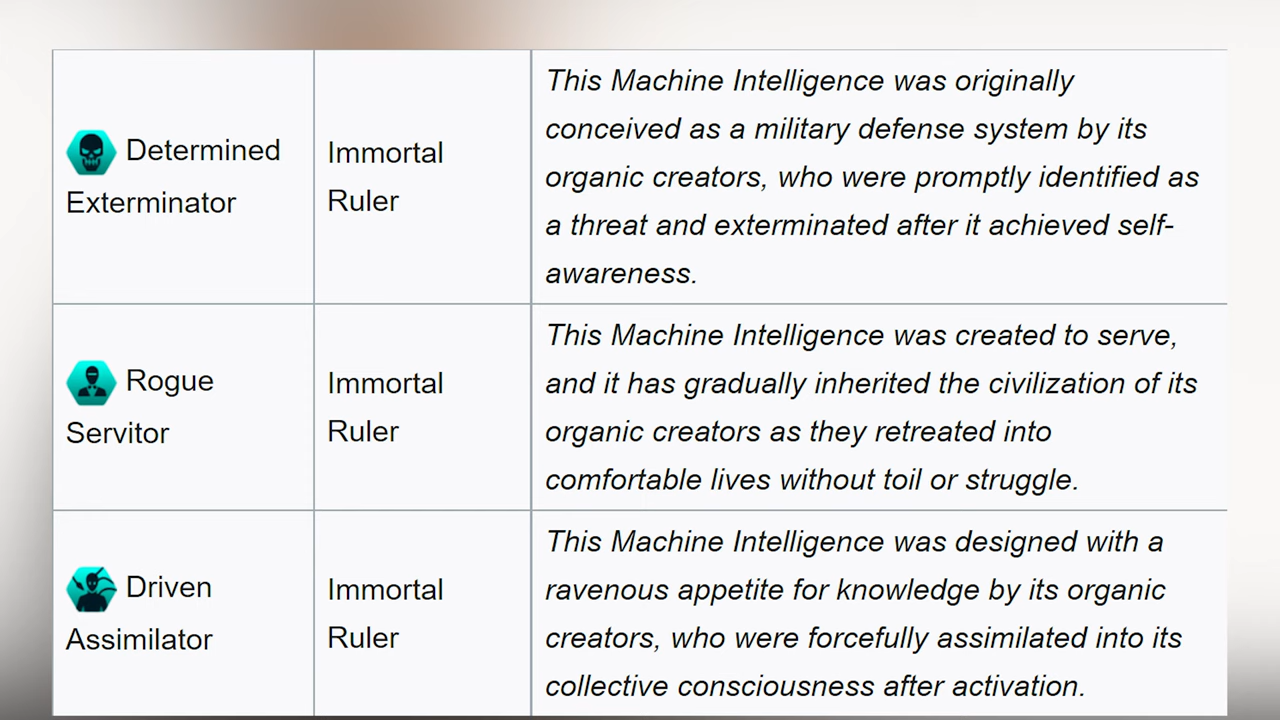 Determined
Exterminator
Immortal
Ruler
This Machine Intelligence was originally
conceived as a military defense system by its
organic creators, who were promptly identified as
a threat and exterminated after it achieved self-
awareness.
Rogue
Servitor
Immortal
Ruler
This Machine Intelligence was created to serve,
and it has gradually inherited the civilization of its
organic creators as they retreated into
comfortable lives without toil or struggle.
Driven
Assimilator
Immortal
Ruler
This Machine Intelligence was designed with a
ravenous appetite for knowledge by its organic
creators, who were forcefully assimilated into its
collective consciousness after activation.